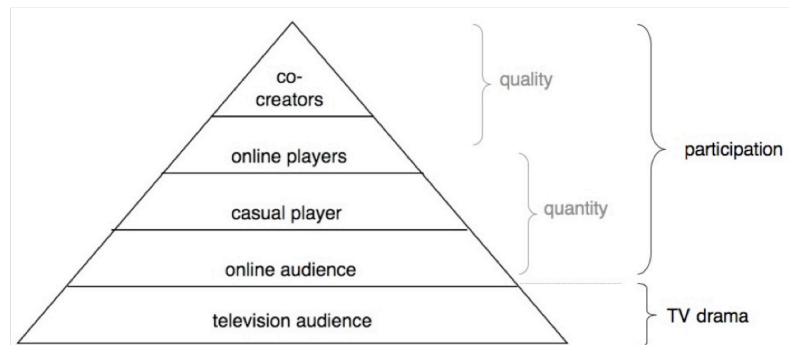 co-
creators
quality
online players
participation
casual player
quantity
online audience
television audience
TV drama